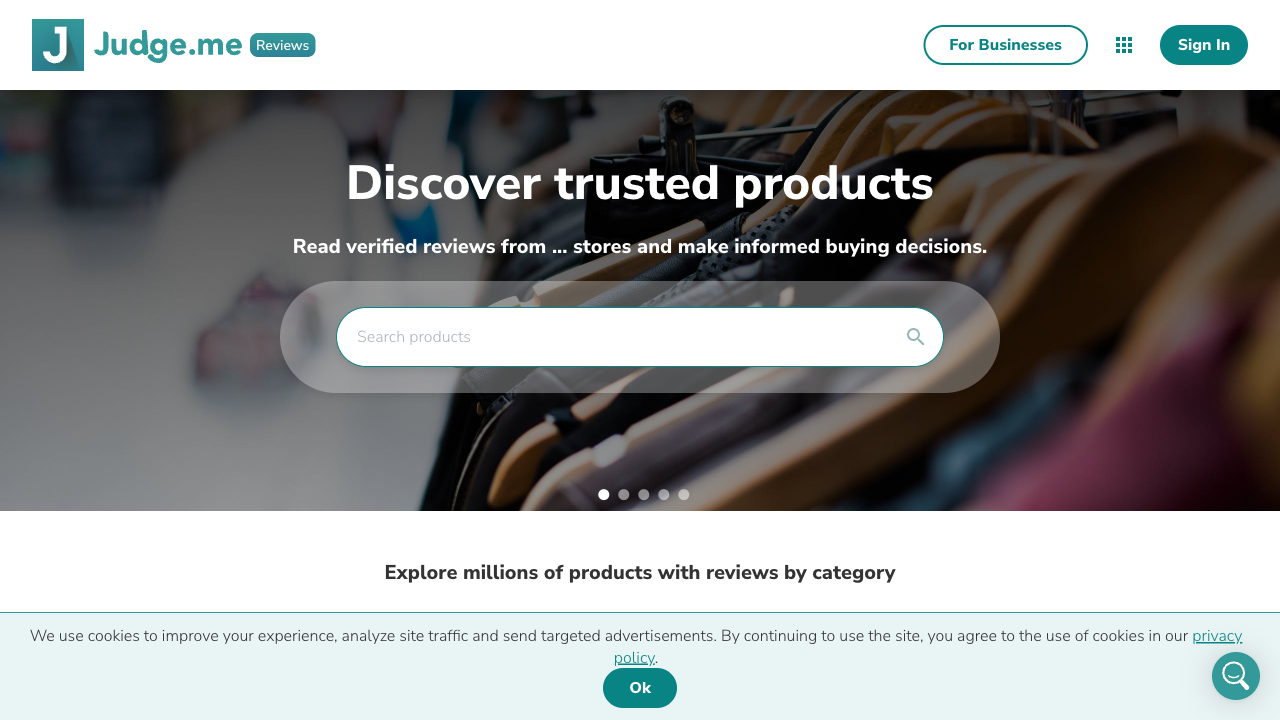 Judge.me Reviews
For Businesses
Sign In
Discover trusted products
Read verified reviews from ... stores and make informed buying decisions.
Search products
Explore millions of products with reviews by category
We use cookies to improve your experience, analyze site traffic and send targeted advertisements. By continuing to use the site, you agree to the use of cookies in our privacy
policy.
Ok